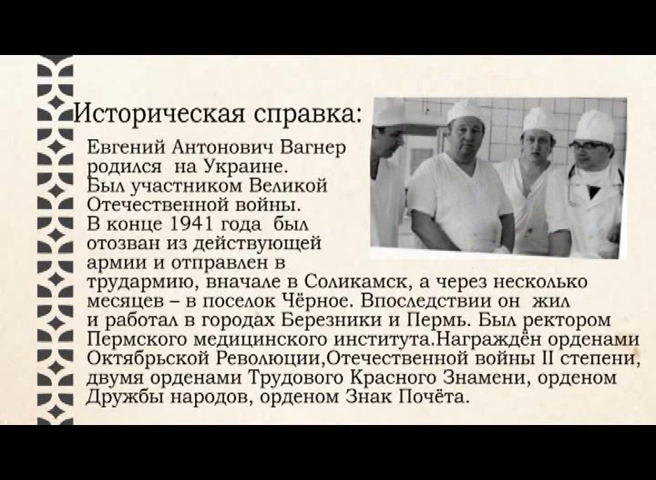 Историческая справка:
Евгений Антонович Вагнер
родился на Украине.
Был участником Великой
Отечественной войны.
В конце 1941 года был
отозван из действующей
армии и отправлен в
трудармию, вначале в Соликамск, а через несколько
месяцев – в поселок Чёрное. Впоследствии он жил
и работал в городах Березники и Пермь. Был ректором
Пермского медицинского института.Награждён орденами
Октябрьской Революции,Отечественной войны II степени,
двумя орденами Трудового Красного Знамени, орденом
Дружбы народов, орденом Знак Почёта.